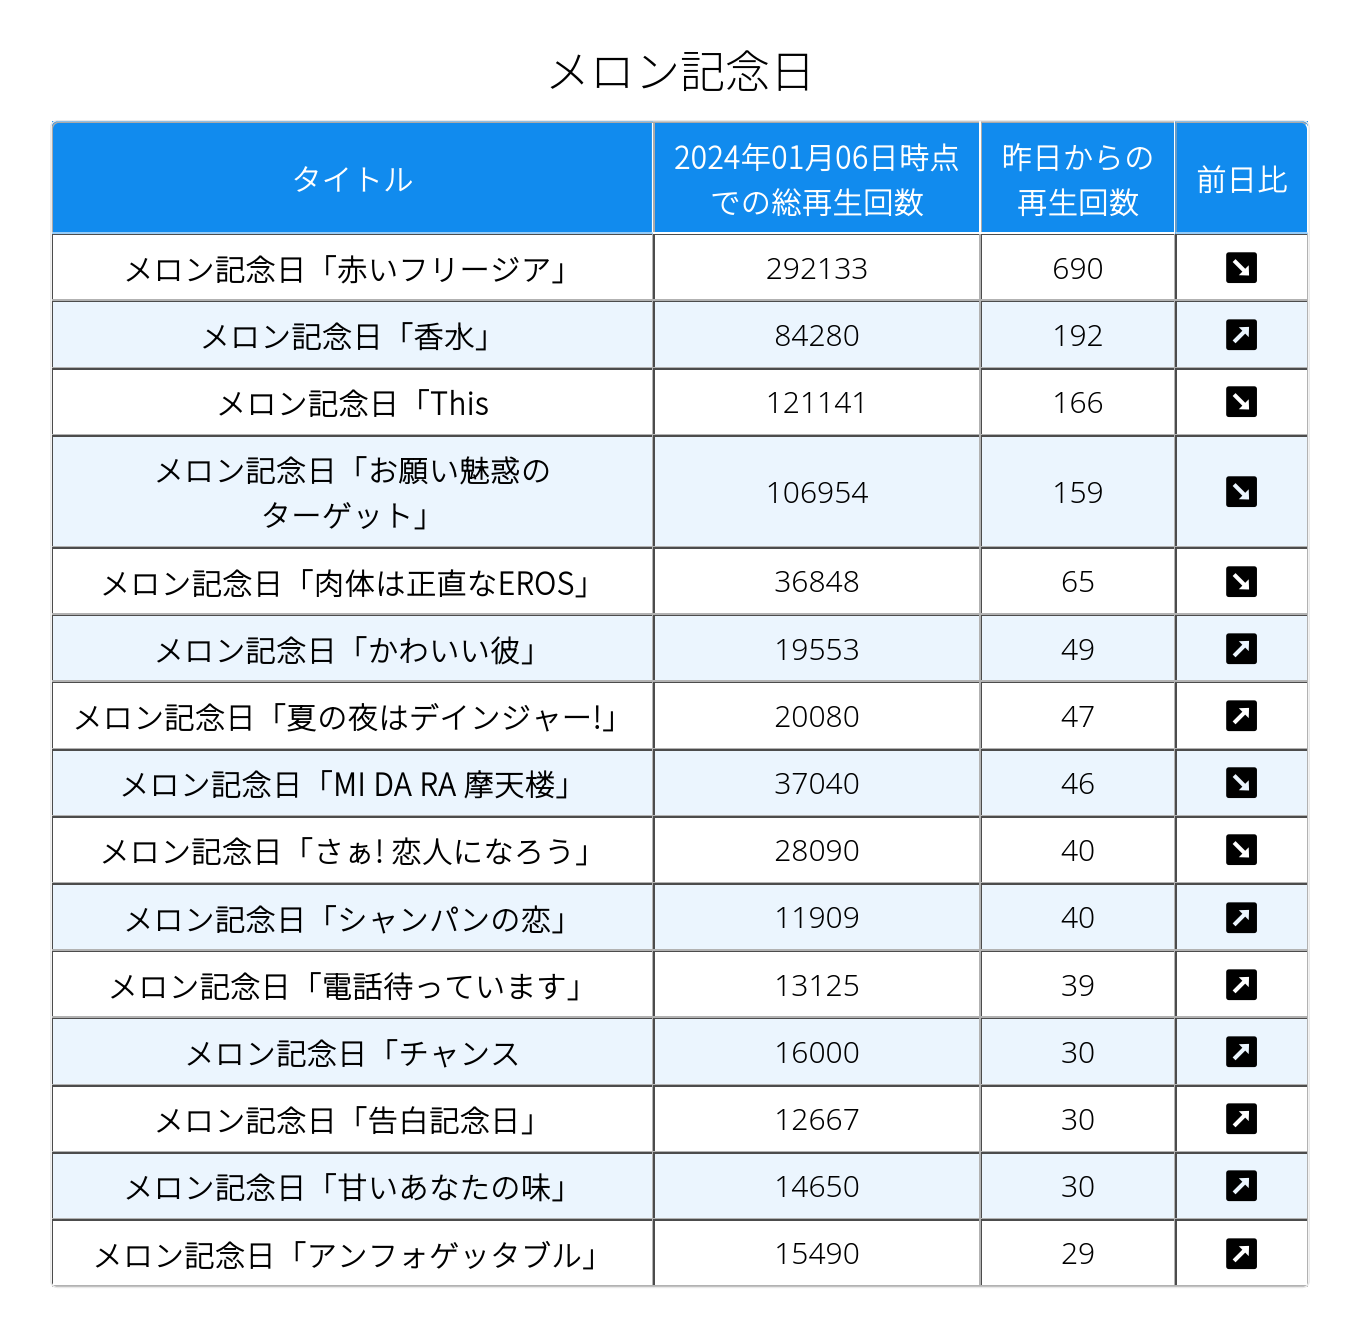 メロン記念日
タイトル
2024年01月06日時点
での総再生回数
昨日からの
再生回数
前日比
メロン記念日「赤いフリージア」 292133 690
メロン記念日「香水」 84280 192
メロン記念日「This 121141 166
メロン記念日「お願い魅惑の
ターゲット」 106954 159
メロン記念日「肉体は正直なEROS」 36848 65
メロン記念日「かわいい彼」 19553 49
メロン記念日「夏の夜はデインジャー!」 20080 47
メロン記念日「MI DA RA 摩天楼」 37040 46
メロン記念日「さぁ! 恋人になろう」 28090 40
メロン記念日「シャンパンの恋」 11909 40
メロン記念日「電話待っています」 13125 39
メロン記念日「チャンス 16000 30
メロン記念日「告白記念日」 12667 30
メロン記念日「甘いあなたの味」 14650 30
メロン記念日「アンフォゲッタブル」 15490 29